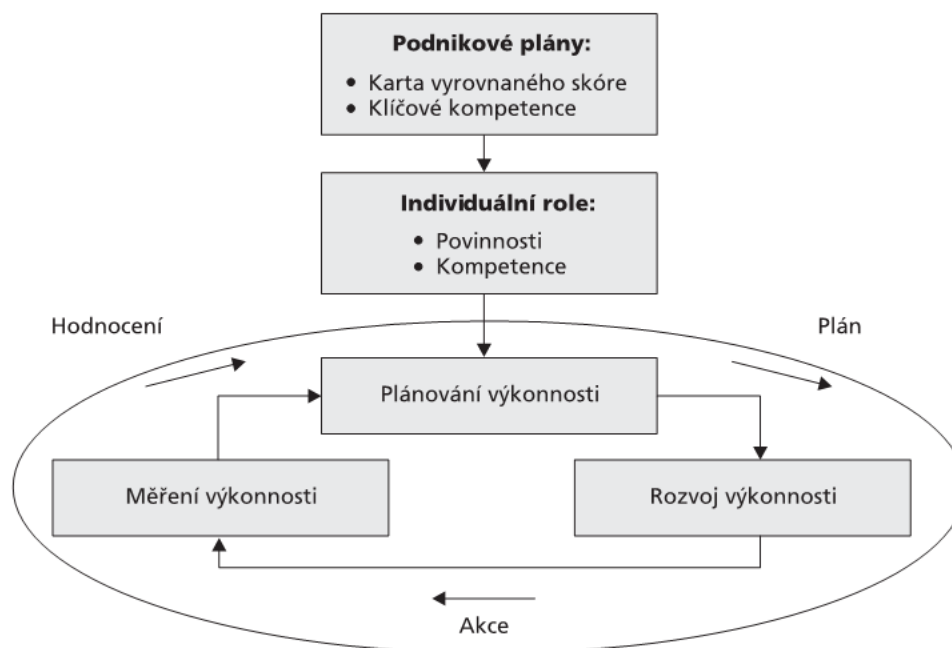 Podnikové plány:
• Karta vyrovnaného skóre
• Klíčové kompetence
Individuální role:
• Povinnosti
• Kompetence
Hodnocení
Plán
Plánování výkonnosti
Měření výkonnosti
Rozvoj výkonnosti
Akce